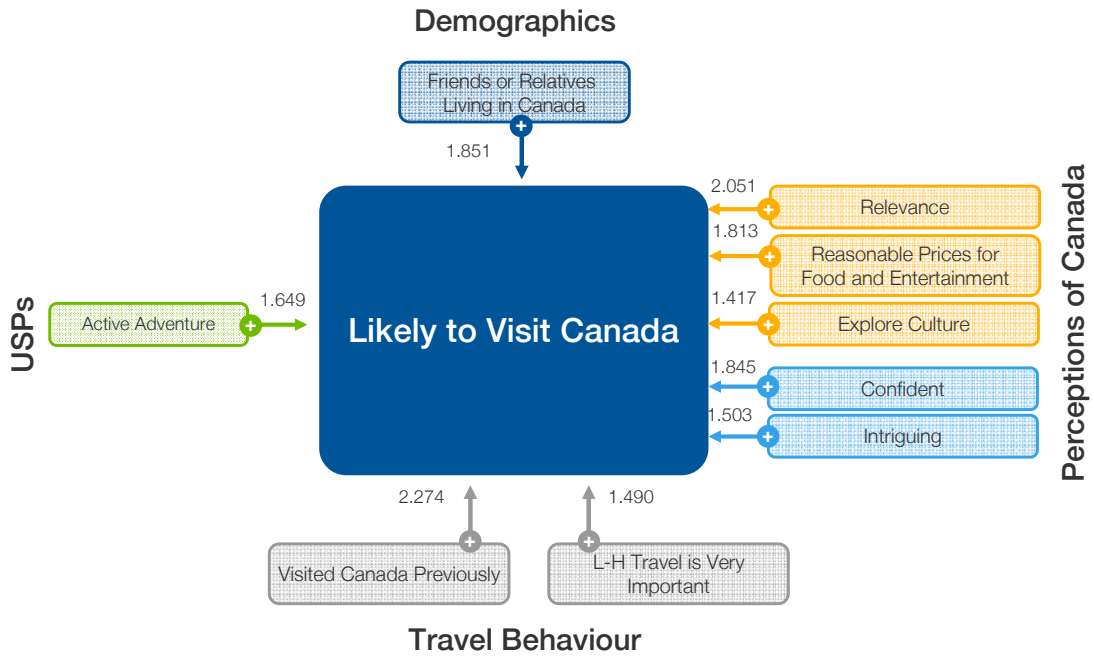 Demographics
Friends or Relatives
Living in Canada
1.851
2.051
Relevance
1.813
Reasonable Prices for
Food and Entertainment
1.417
Explore Culture
1.845
Confident
1.503
Intriguing
Perceptions of Canada
USPs
Active Adventure
1.649
Likely to Visit Canada
2.274
1.490
Visited Canada Previously
L-H Travel is Very
Important
Travel Behaviour